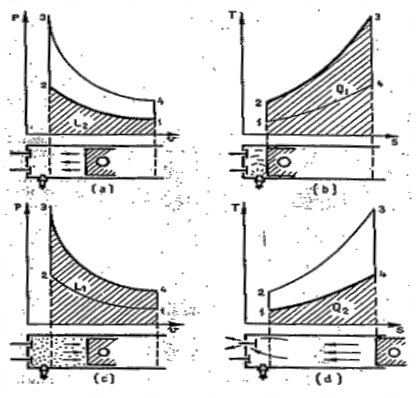 P 3 T 3
2 4 Q₁ 4
L₂ 1 2
1
v S
(a) (b)
P 3 T 3
2 L₁ 4 2 4
1 1 Q₂
v S
(c) (d)